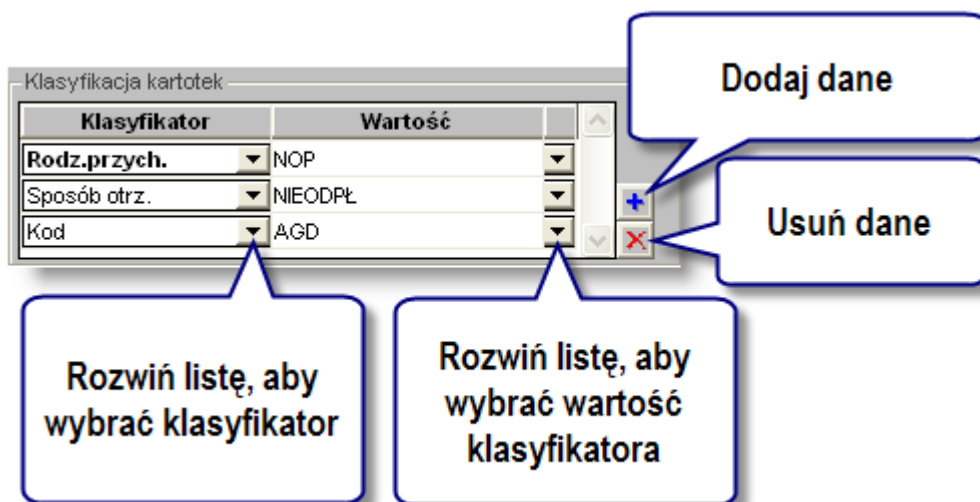 Dodaj dane
Klasyfikacja kartotek
Klasyfikator Wartość
Rodz.przych. NOP
Sposób otrz. NIEODPŁ
Kod AGD
Usuń dane
Rozwiń listę, aby
wybrać klasyfikator
Rozwiń listę, aby
wybrać wartość
klasyfikatora